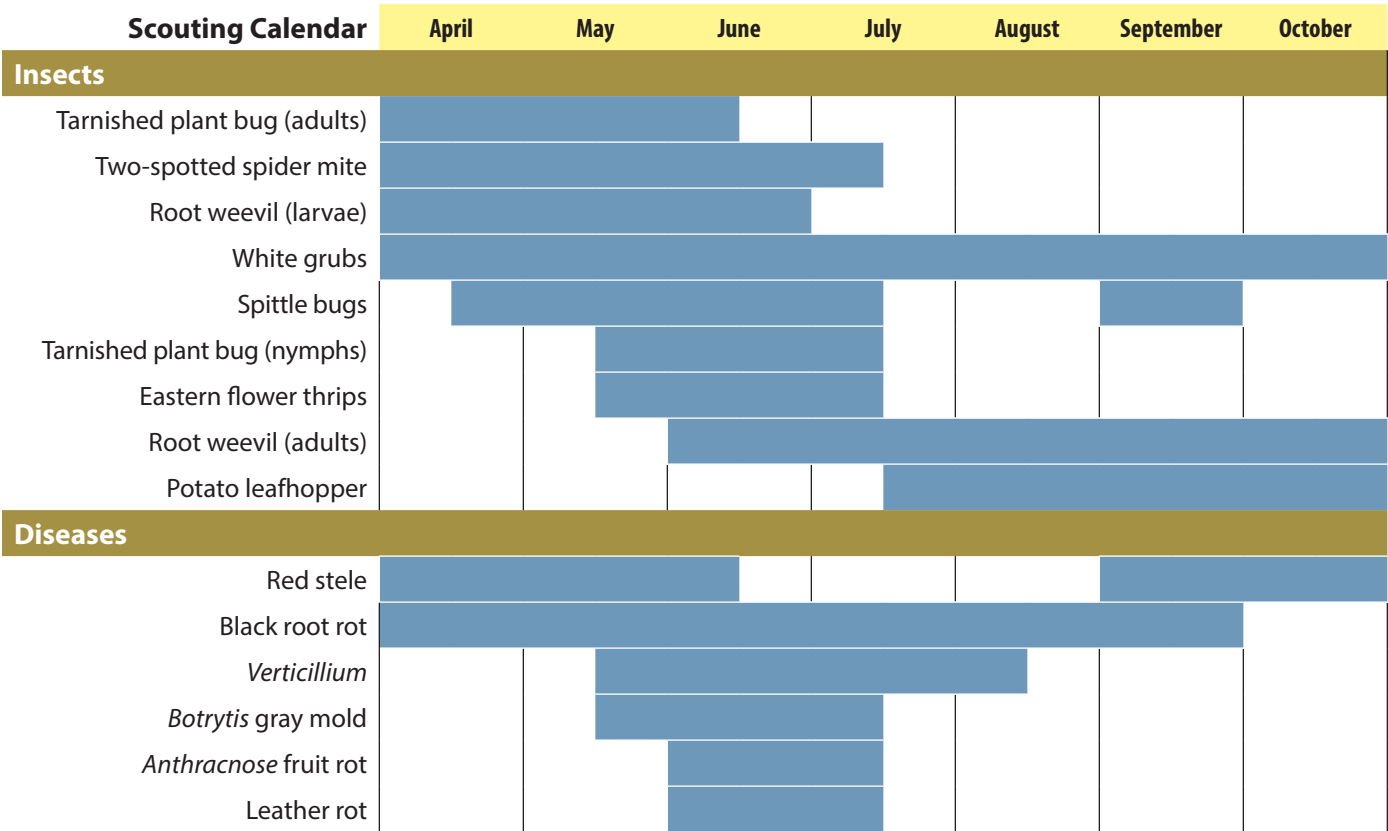 Scouting Calendar April May June July August September October
Insects
Tarnished plant bug (adults)
Two-spotted spider mite
Root weevil (larvae)
White grubs
Spittle bugs
Tarnished plant bug (nymphs)
Eastern flower thrips
Root weevil (adults)
Potato leafhopper
Diseases
Red stele
Black root rot
Verticillium
Botrytis gray mold
Anthracnose fruit rot
Leather rot